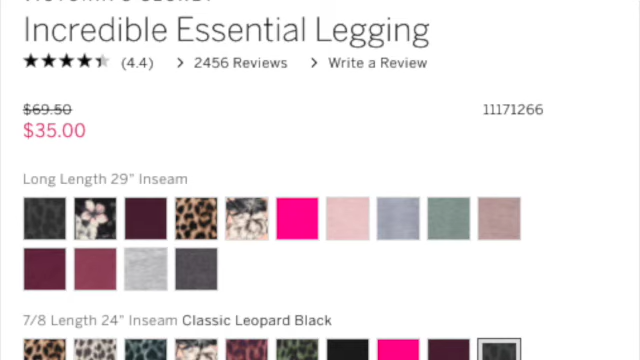 Incredible Essential Legging
(4.4) > 2456 Reviews > Write a Review
$69.50 11171266
$35.00
Long Length 29" Inseam
7/8 Length 24" Inseam Classic Leopard Black